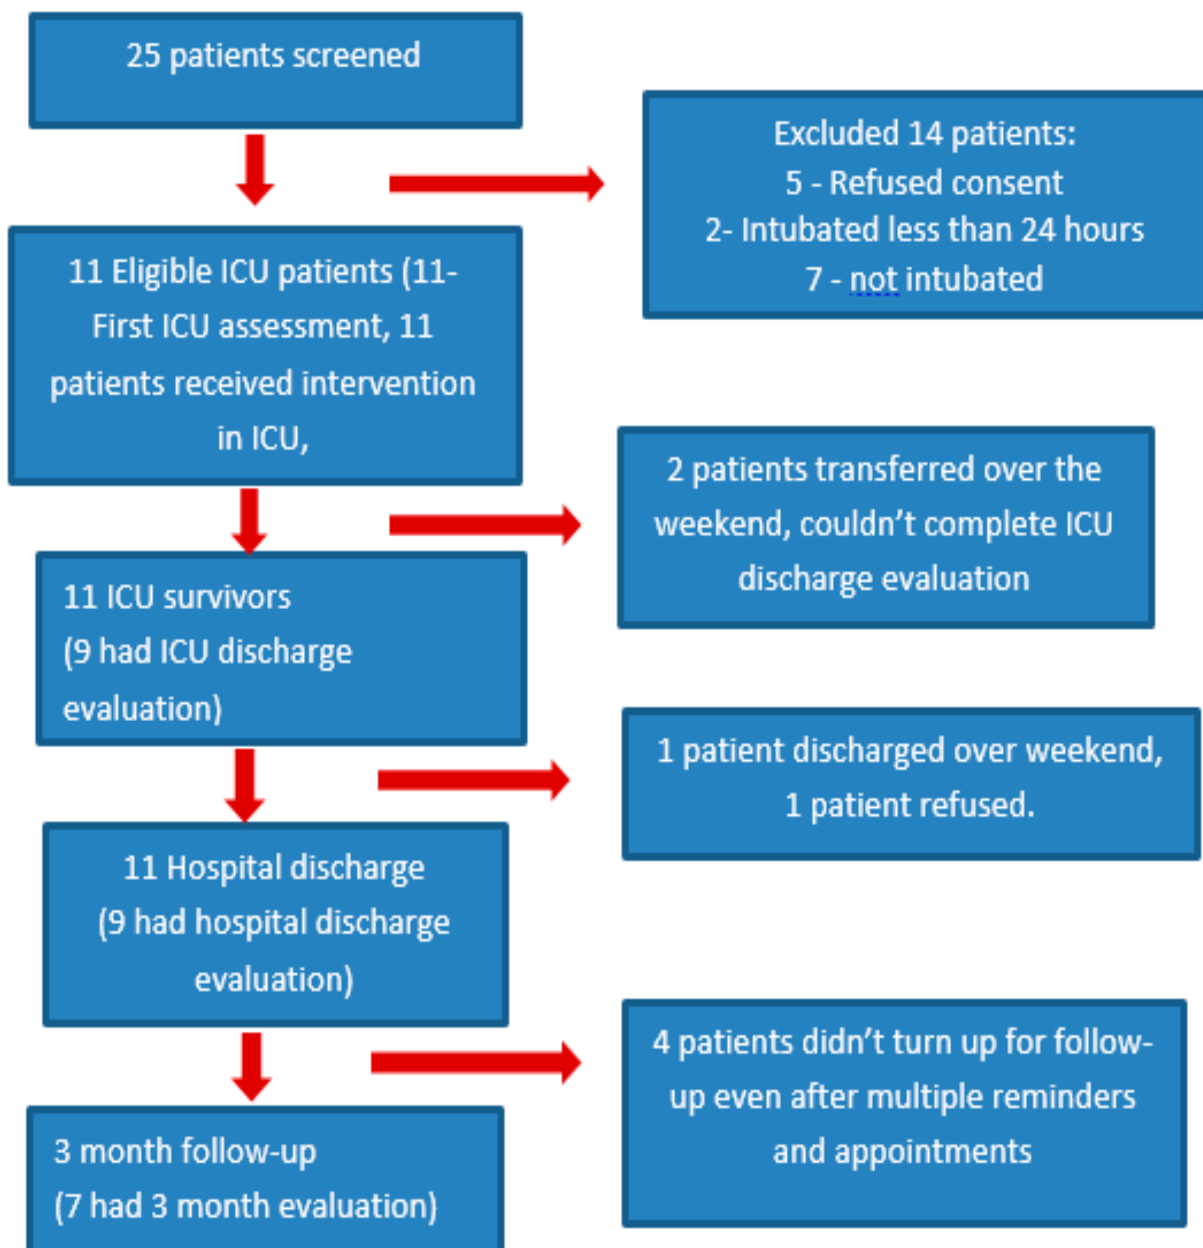 25 patients screened
Excluded 14 patients:
5 - Refused consent
2- Intubated less than 24 hours
7 - not intubated
11 Eligible ICU patients (11-
First ICU assessment, 11
patients received intervention
in ICU,
2 patients transferred over the
weekend, couldn’t complete ICU
discharge evaluation
11 ICU survivors
(9 had ICU discharge
evaluation)
1 patient discharged over weekend,
1 patient refused.
11 Hospital discharge
(9 had hospital discharge
evaluation)
4 patients didn’t turn up for follow-
up even after multiple reminders
and appointments
3 month follow-up
(7 had 3 month evaluation)